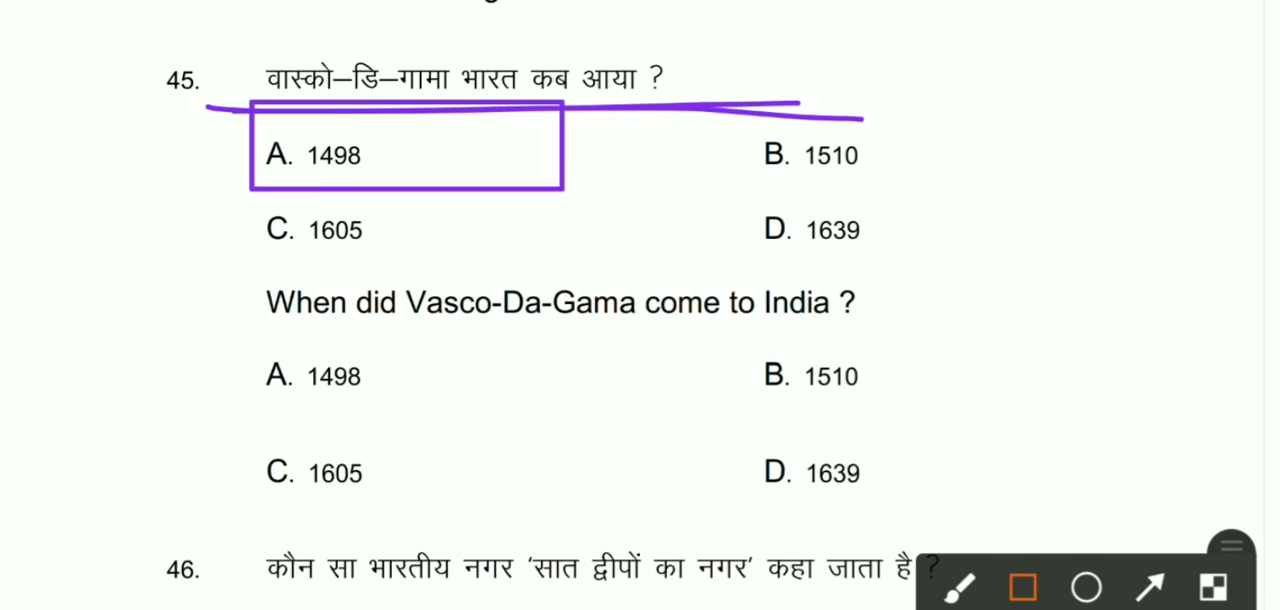 45. वास्को–डि–गामा भारत कब आया ?
A. 1498 B. 1510
C. 1605 D. 1639
When did Vasco-Da-Gama come to India ?
A. 1498 B. 1510
C. 1605 D. 1639
46. कौन सा भारतीय नगर ‘सात द्वीपों का नगर’ कहा जाता है ?